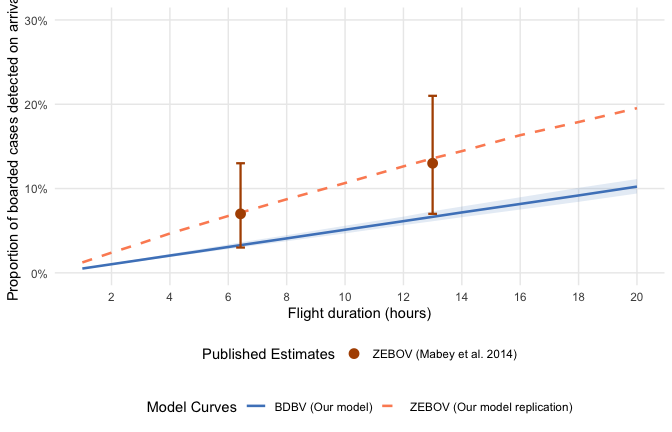 Proportion of boarded cases detected on arriva
30%
20%
10%
0%
2 4 6 8 10 12 14 16 18 20
Flight duration (hours)
Published Estimates ZEBOV (Mabey et al. 2014)
Model Curves BDBV (Our model) ZEBOV (Our model replication)